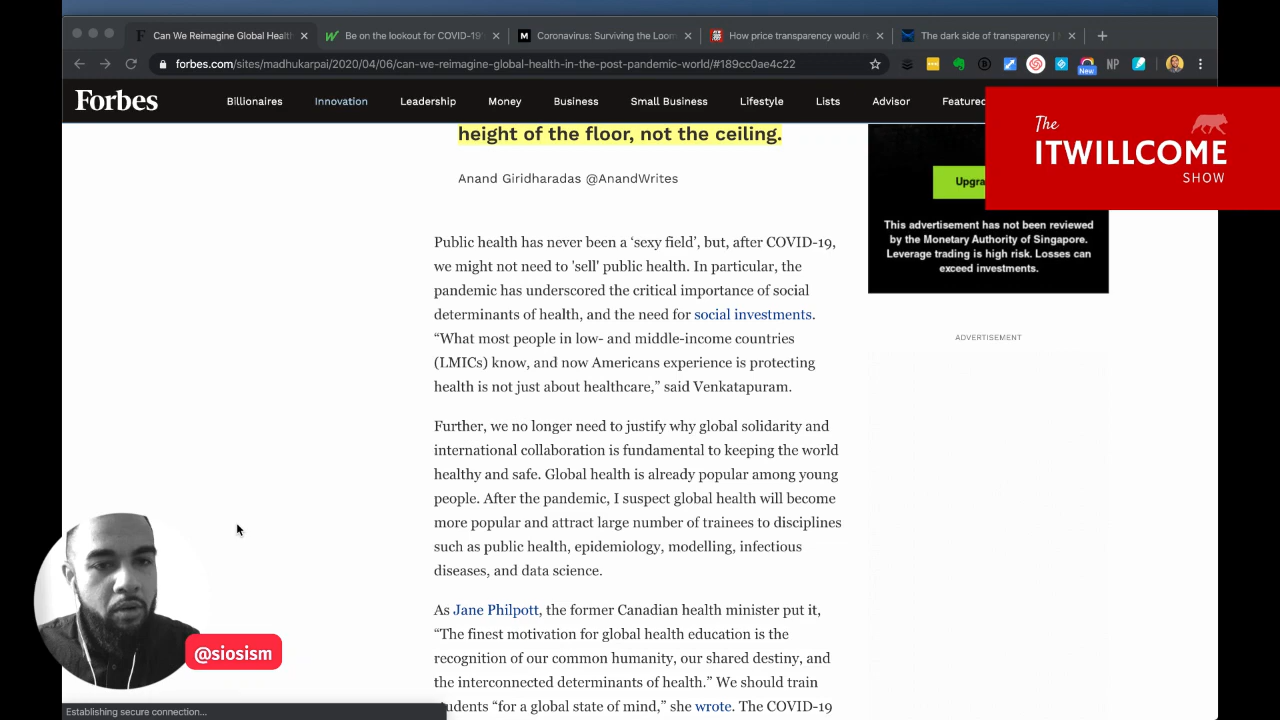 Can We Reimagine Global Healt
Be on the lookout for COVID-19
Coronavirus: Surviving the Loom
How price transparency would
The dark side of transparency |
forbes.com/sites/madhukarpai/2020/04/06/can-we-reimagine-global-health-in-the-post-pandemic-world/#189cc0ae4c22
New
NP
Forbes
Billionaires
Innovation
Leadership
Money
Business
Small Business
Lifestyle
Lists
Advisor
Featured
The
ITWILLCOME
SHOW
height of the floor, not the ceiling.
Anand Giridharadas @AnandWrites
Upgra
This advertisement has not been reviewed
by the Monetary Authority of Singapore.
Leverage trading is high risk. Losses can
exceed investments.
ADVERTISEMENT
Public health has never been a ‘sexy field’, but, after COVID-19,
we might not need to 'sell' public health. In particular, the
pandemic has underscored the critical importance of social
determinants of health, and the need for social investments.
“What most people in low- and middle-income countries
(LMICs) know, and now Americans experience is protecting
health is not just about healthcare,” said Venkatapuram.
Further, we no longer need to justify why global solidarity and
international collaboration is fundamental to keeping the world
healthy and safe. Global health is already popular among young
people. After the pandemic, I suspect global health will become
more popular and attract large number of trainees to disciplines
such as public health, epidemiology, modelling, infectious
diseases, and data science.
As Jane Philpott, the former Canadian health minister put it,
“The finest motivation for global health education is the
recognition of our common humanity, our shared destiny, and
the interconnected determinants of health.” We should train
students “for a global state of mind,” she wrote. The COVID-19
@siosism
Establishing secure connection...